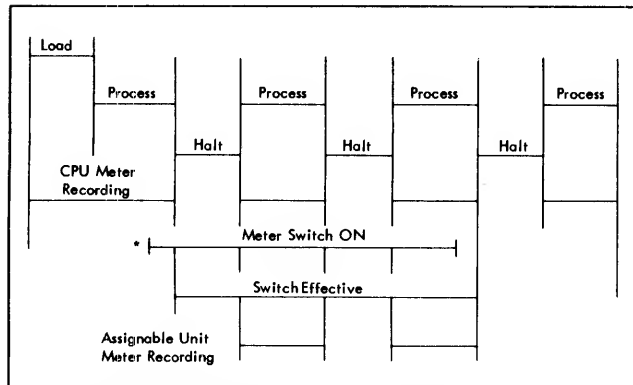 Load
Process Process Process Process
Halt Halt Halt
CPU Meter
Recording
* Meter Switch ON
Switch Effective
Assignable Unit
Meter Recording